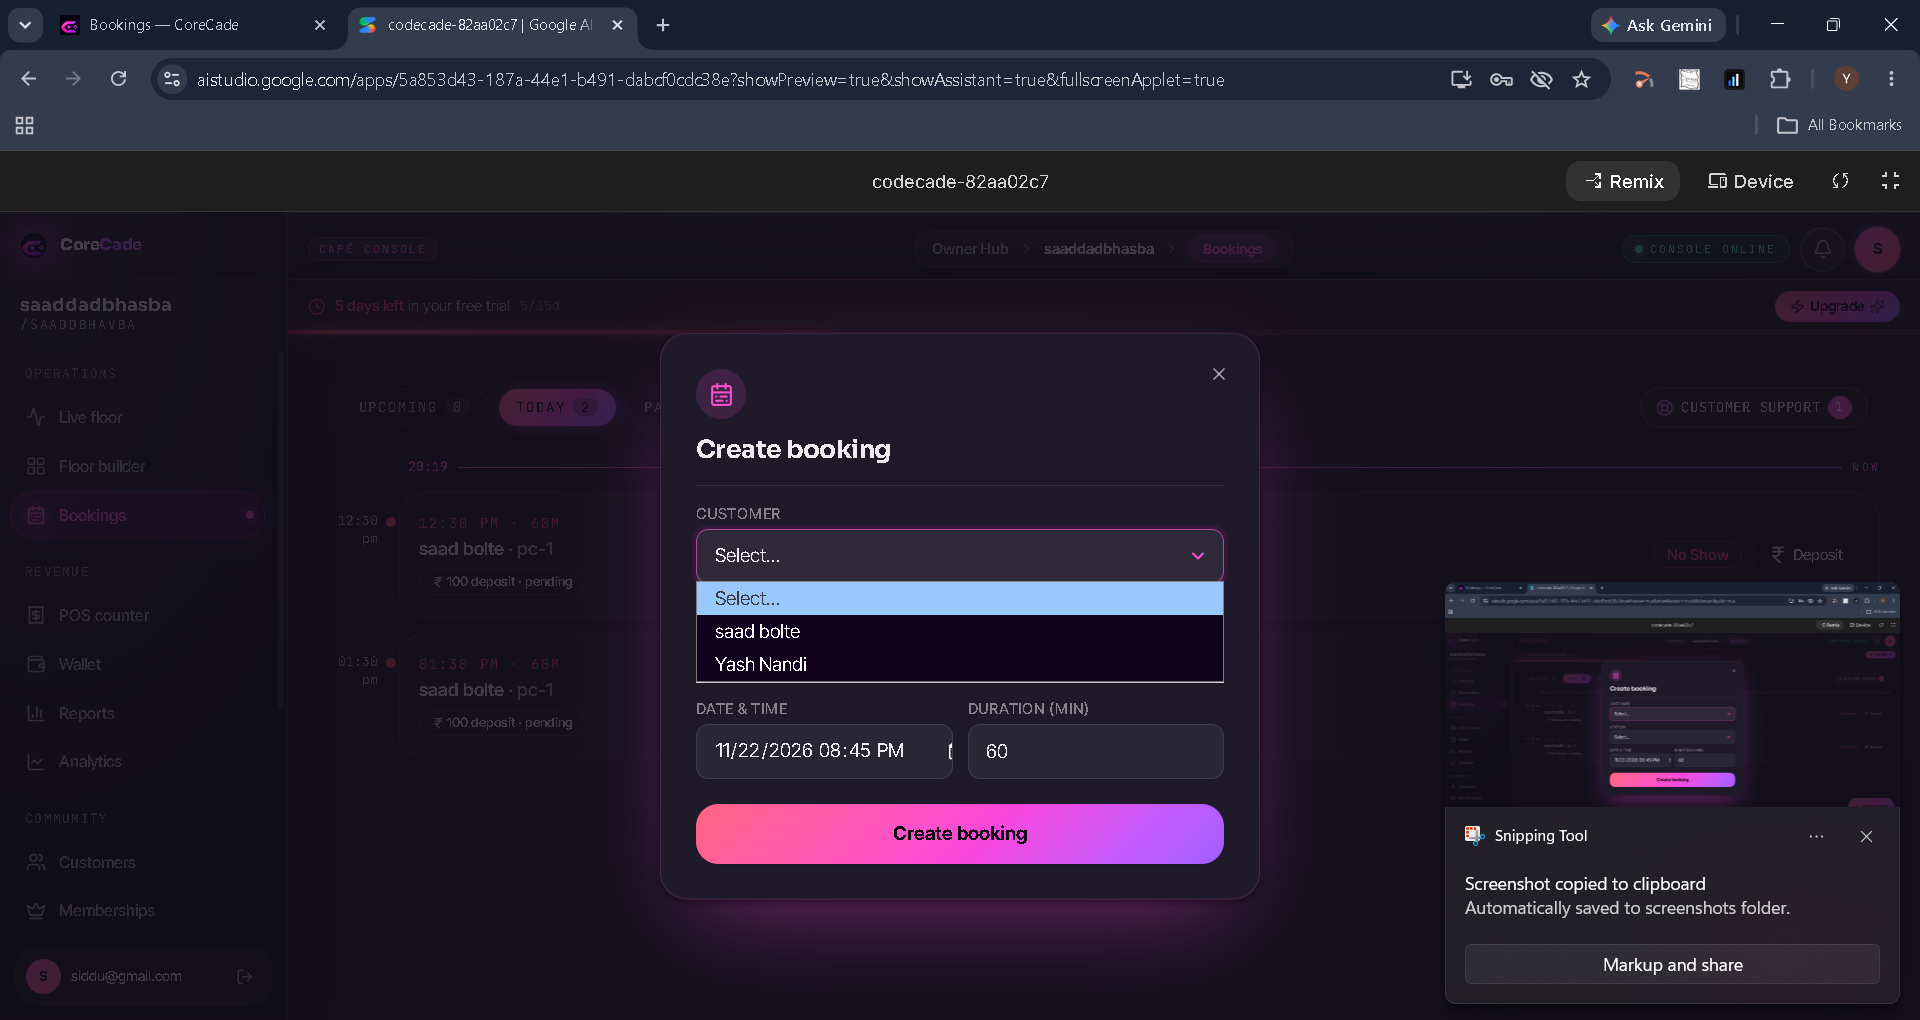 Bookings — CoreCade
codecade-82aa02c7 | Google AI
Ask Gemini
aistudio.google.com/apps/5a853d43-187a-44e1-b491-dabcf0cdc38e?showPreview=true&showAssistant=true&fullscreenApplet=true
Y
All Bookmarks
codecade-82aa02c7
Remix
Device
CoreCade
CAFÉ CONSOLE
Owner Hub > saaddadbhasba > Bookings
CONSOLE ONLINE
S
saaddadbhasba
/SAADDBHAVBA
5 days left in your free trial 5/15d
Upgrade
OPERATIONS
Live floor
Floor builder
Bookings
REVENUE
POS counter
Wallet
Reports
Analytics
COMMUNITY
Customers
Memberships
S siddu@gmail.com
UPCOMING 0
TODAY 2
PA
CUSTOMER SUPPORT 1
20:19
NOW
12:30 pm
12:30 PM · 60M
saad bolte · pc-1
₹ 100 deposit · pending
No Show
₹ Deposit
01:30 pm
01:30 PM · 60M
saad bolte · pc-1
₹ 100 deposit · pending
Create booking
CUSTOMER
Select...
Select...
saad bolte
Yash Nandi
DATE & TIME
DURATION (MIN)
11/22/2026 08:45 PM
60
Create booking
Create booking
Create booking
Snipping Tool
Screenshot copied to clipboard
Automatically saved to screenshots folder.
Markup and share